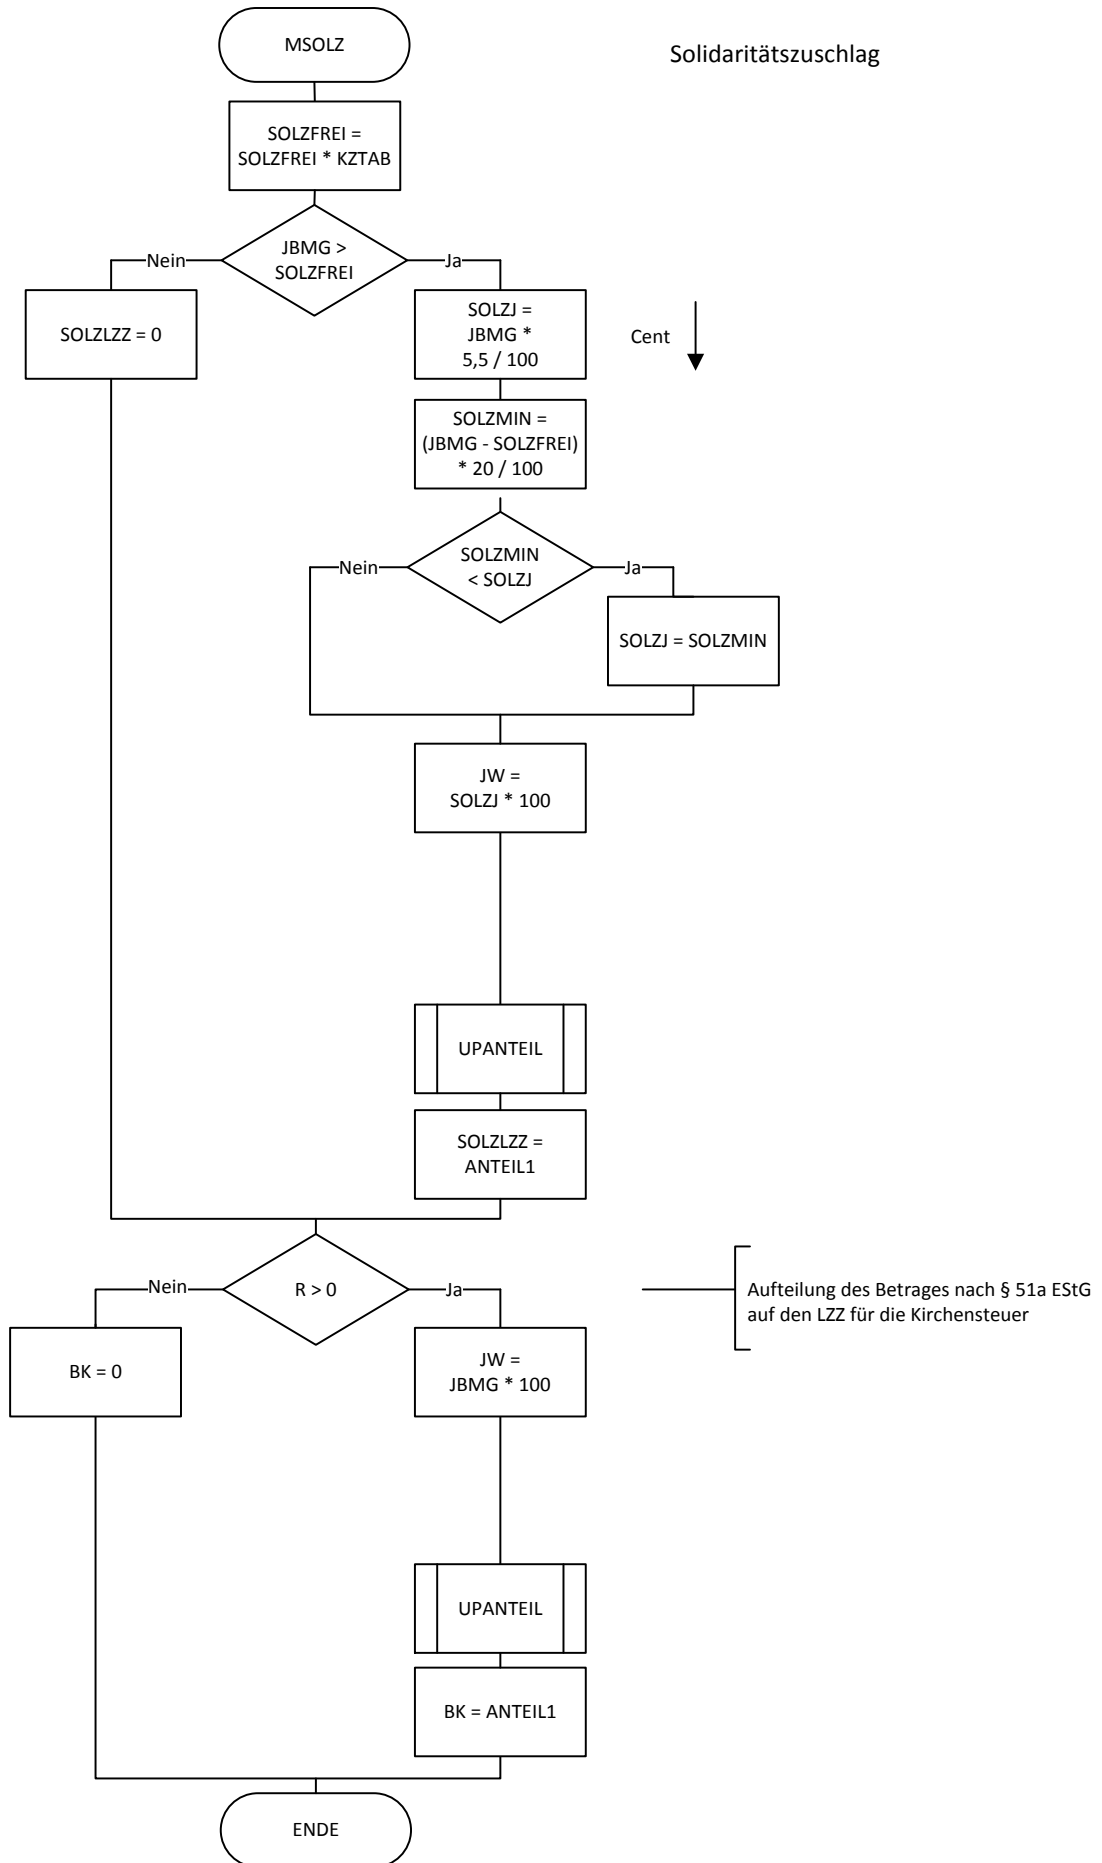 MSOLZ
Solidaritätszuschlag
SOLZFREI =
SOLZFREI * KZTAB
JBMG >
SOLZFREI
Nein
Ja
SOLZLZZ = 0
SOLZJ =
JBMG *
5,5 / 100
Cent
SOLZMIN =
(JBMG - SOLZFREI)
* 20 / 100
SOLZMIN
< SOLZJ
Nein
Ja
SOLZJ = SOLZMIN
JW =
SOLZJ * 100
UPANTEIL
SOLZLZZ =
ANTEIL1
R > 0
Nein
Ja
Aufteilung des Betrages nach § 51a EStG
auf den LZZ für die Kirchensteuer
BK = 0
JW =
JBMG * 100
UPANTEIL
BK = ANTEIL1
ENDE